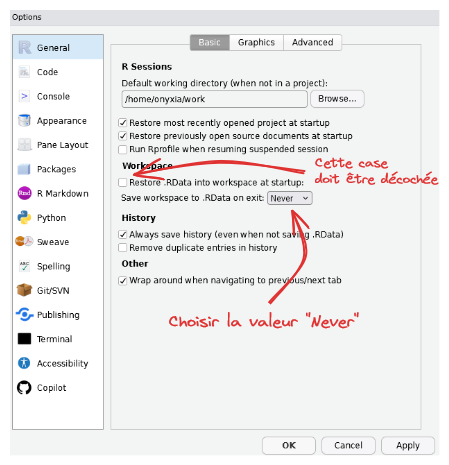 Options
General
Code
Console
Appearance
Pane Layout
Packages
R Markdown
Python
Sweave
Spelling
Git/SVN
Publishing
Terminal
Accessibility
Copilot
Basic
Graphics
Advanced
R Sessions
Default working directory (when not in a project):
/home/onyxia/work
Browse...
Restore most recently opened project at startup
Restore previously open source documents at startup
Run Rprofile when resuming suspended session
Workspace
Cette case
doit être décochée
Restore .RData into workspace at startup:
Save workspace to .RData on exit: Never
History
Always save history (even when not saving .RData)
Remove duplicate entries in history
Other
Wrap around when navigating to previous/next tab
Choisir la valeur "Never"
OK
Cancel
Apply